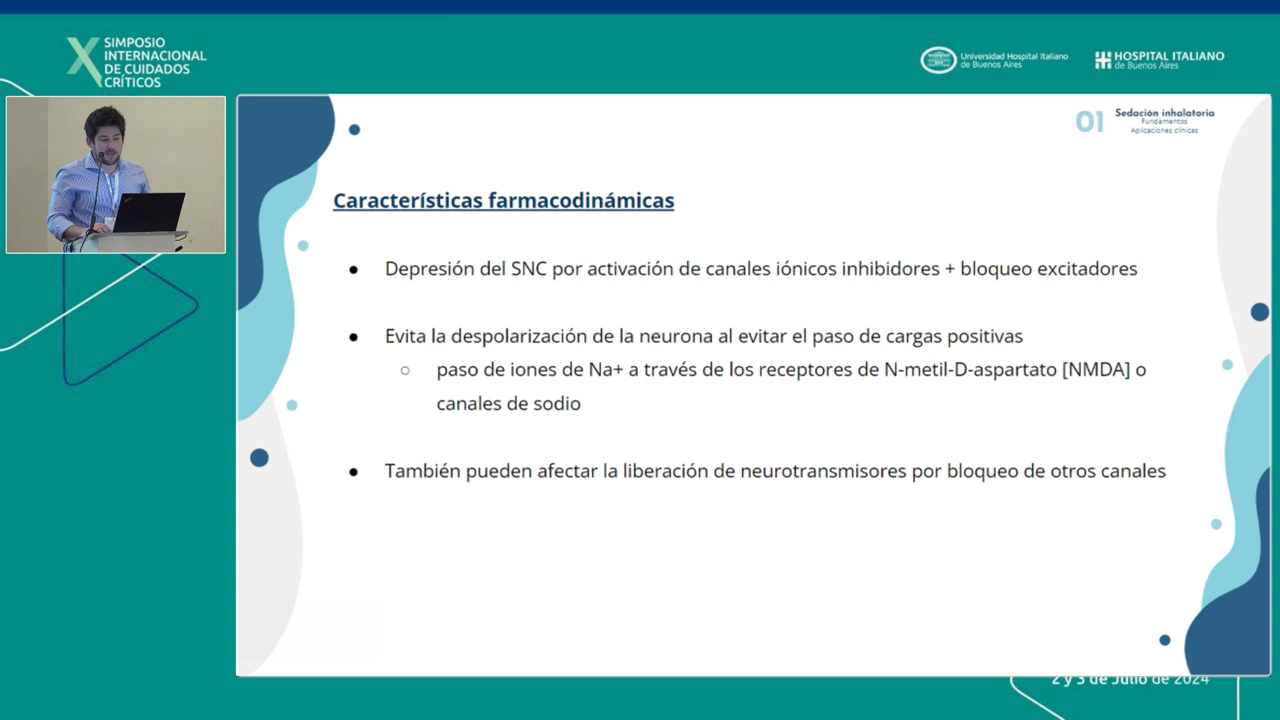 SIMPOSIO
INTERNACIONAL
DE CUIDADOS
CRÍTICOS
Universidad Hospital Italiano
de Buenos Aires
HOSPITAL ITALIANO
de Buenos Aires
01
Sedación inhalatoria
Fundamentos
Aplicaciones clínicas
Características farmacodinámicas
● Depresión del SNC por activación de canales iónicos inhibidores + bloqueo excitadores
● Evita la despolarización de la neurona al evitar el paso de cargas positivas
○ paso de iones de Na+ a través de los receptores de N-metil-D-aspartato [NMDA] o
canales de sodio
● También pueden afectar la liberación de neurotransmisores por bloqueo de otros canales
2 y 3 de Julio de 2024